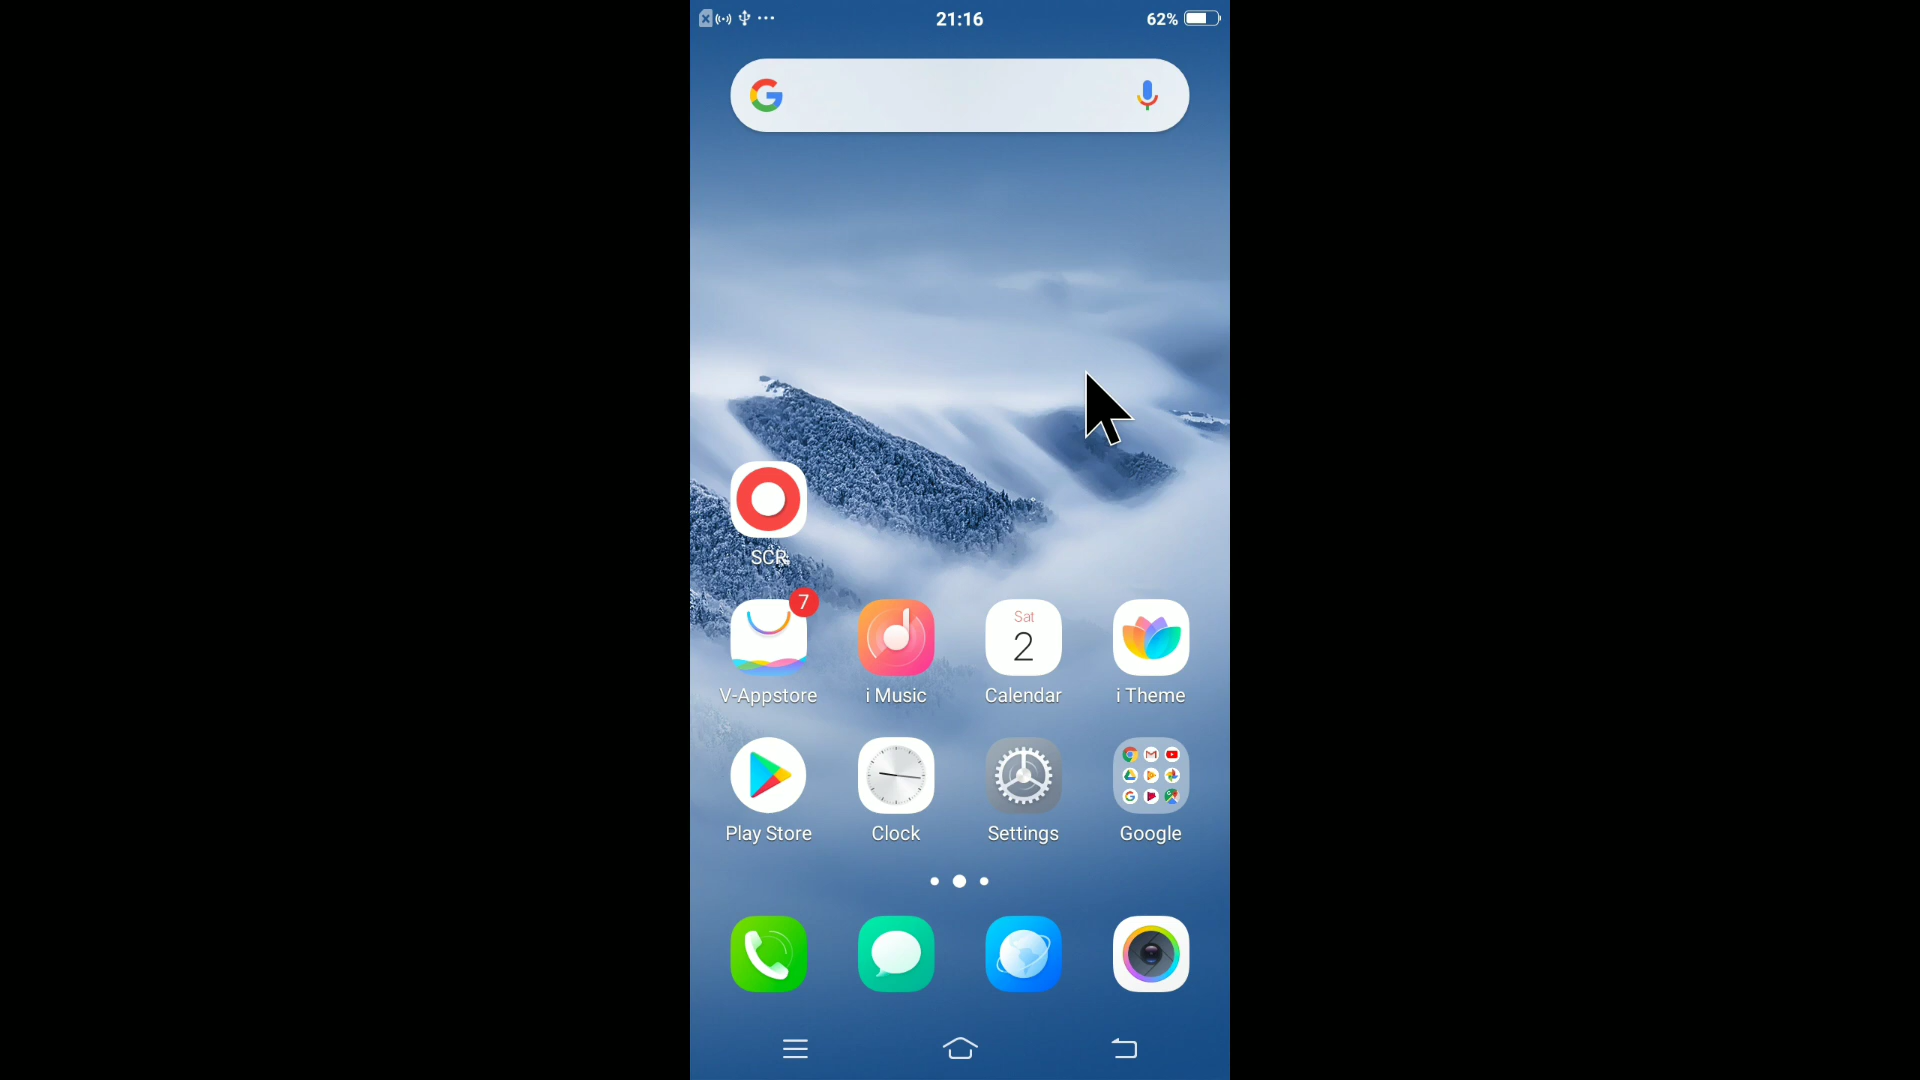 21:16
62%
SCR
7
Sat
2
V-Appstore
i Music
Calendar
i Theme
Play Store
Clock
Settings
Google